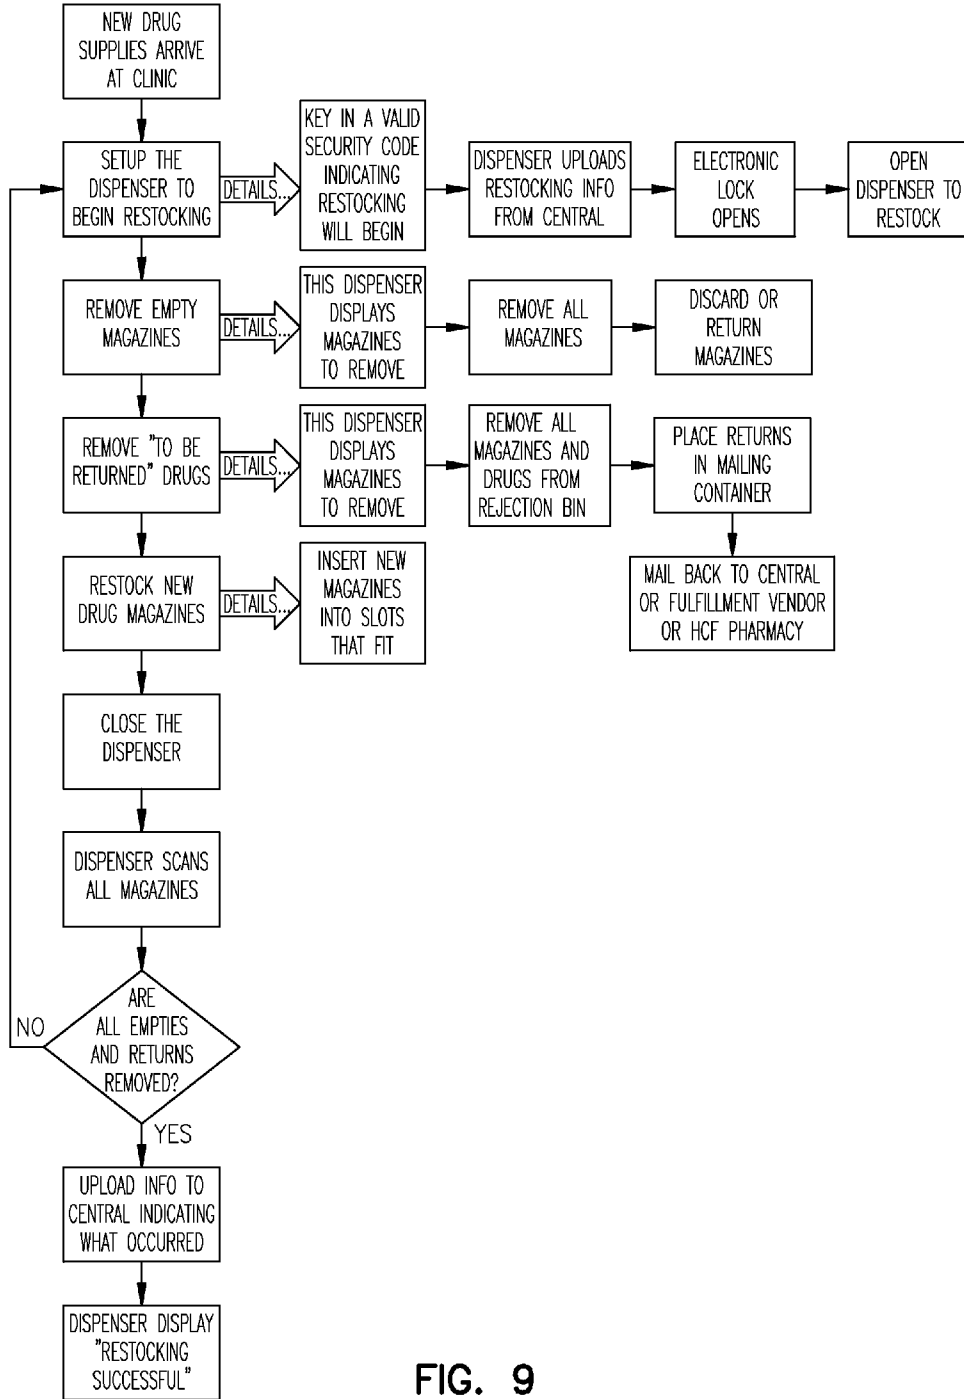 NEW DRUG
SUPPLIES ARRIVE
AT CLINIC
SETUP THE
DISPENSER TO
BEGIN RESTOCKING
DETAILS...
KEY IN A VALID
SECURITY CODE
INDICATING
RESTOCKING
WILL BEGIN
DISPENSER UPLOADS
RESTOCKING INFO
FROM CENTRAL
ELECTRONIC
LOCK
OPENS
OPEN
DISPENSER TO
RESTOCK
REMOVE EMPTY
MAGAZINES
DETAILS...
THIS DISPENSER
DISPLAYS
MAGAZINES
TO REMOVE
REMOVE ALL
MAGAZINES
DISCARD OR
RETURN
MAGAZINES
REMOVE "TO BE
RETURNED" DRUGS
DETAILS...
THIS DISPENSER
DISPLAYS
MAGAZINES
TO REMOVE
REMOVE ALL
MAGAZINES AND
DRUGS FROM
REJECTION BIN
PLACE RETURNS
IN MAILING
CONTAINER
MAIL BACK TO CENTRAL
OR FULFILLMENT VENDOR
OR HCF PHARMACY
RESTOCK NEW
DRUG MAGAZINES
DETAILS...
INSERT NEW
MAGAZINES
INTO SLOTS
THAT FIT
CLOSE THE
DISPENSER
DISPENSER SCANS
ALL MAGAZINES
ARE
ALL EMPTIES
AND RETURNS
REMOVED?
NO
YES
UPLOAD INFO TO
CENTRAL INDICATING
WHAT OCCURRED
DISPENSER DISPLAY
"RESTOCKING
SUCCESSFUL"
FIG. 9